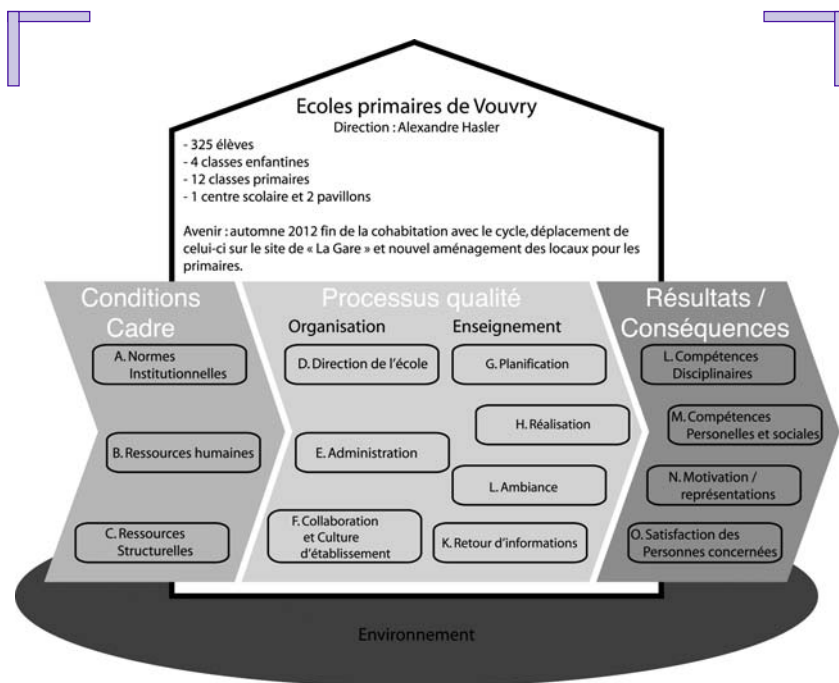 Ecoles primaires de Vouvry
Direction : Alexandre Hasler
- 325 élèves
- 4 classes enfantines
- 12 classes primaires
- 1 centre scolaire et 2 pavillons
Avenir : automne 2012 fin de la cohabitation avec le cycle, déplacement de
celui-ci sur le site de « La Gare » et nouvel aménagement des locaux pour les
primaires.
Conditions
Cadre
A. Normes
Institutionnelles
B. Ressources humaines
C. Ressources
Structurelles
Processus qualité
Organisation
D. Direction de l'école
E. Administration
F. Collaboration
et Culture
d'établissement
Enseignement
G. Planification
H. Réalisation
L. Ambiance
K. Retour d'informations
Résultats /
Conséquences
L. Compétences
Disciplinaires
M. Compétences
Personelles et sociales
N. Motivation /
représentations
O. Satisfaction des
Personnes concernées
Environnement